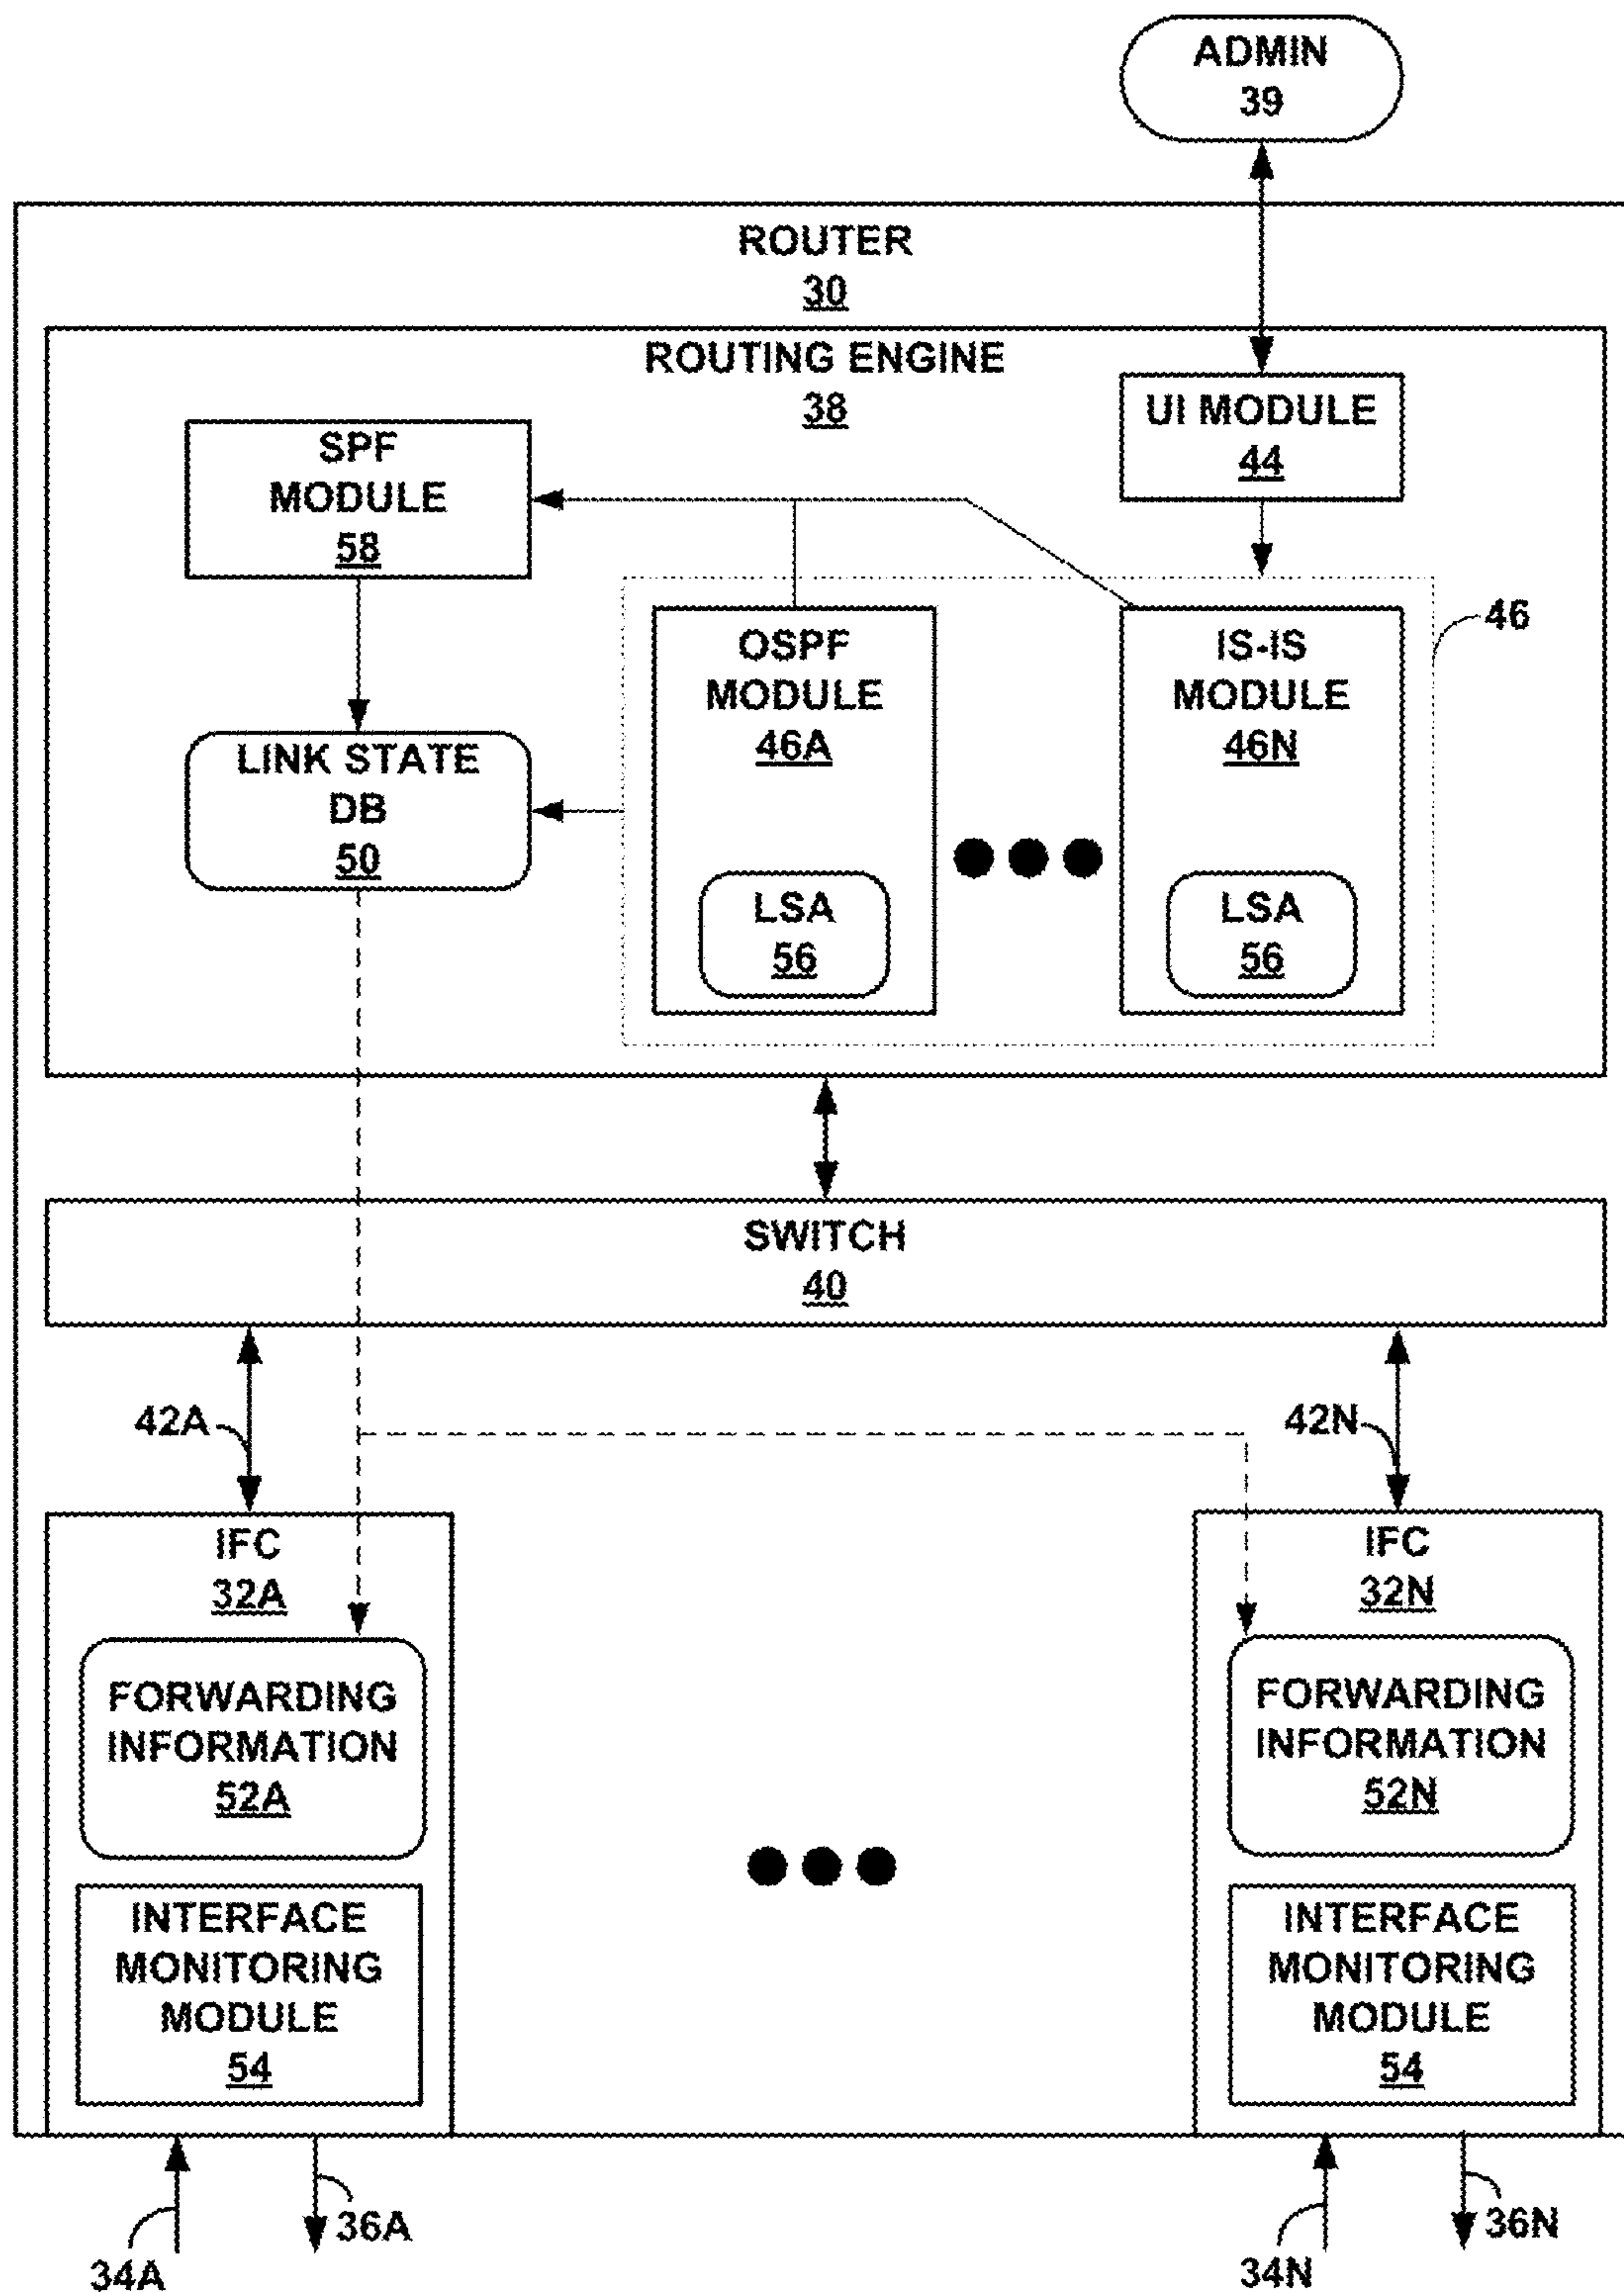 ADMIN
39
ROUTER
30
ROUTING ENGINE
38
UI MODULE
44
SPF
MODULE
58
46
OSPF
MODULE
46A
IS-IS
MODULE
46N
LINK STATE
DB
50
LSA
56
LSA
56
SWITCH
40
42A
42N
IFC
32A
IFC
32N
FORWARDING
INFORMATION
52A
FORWARDING
INFORMATION
52N
INTERFACE
MONITORING
MODULE
54
INTERFACE
MONITORING
MODULE
54
34A
36A
34N
36N